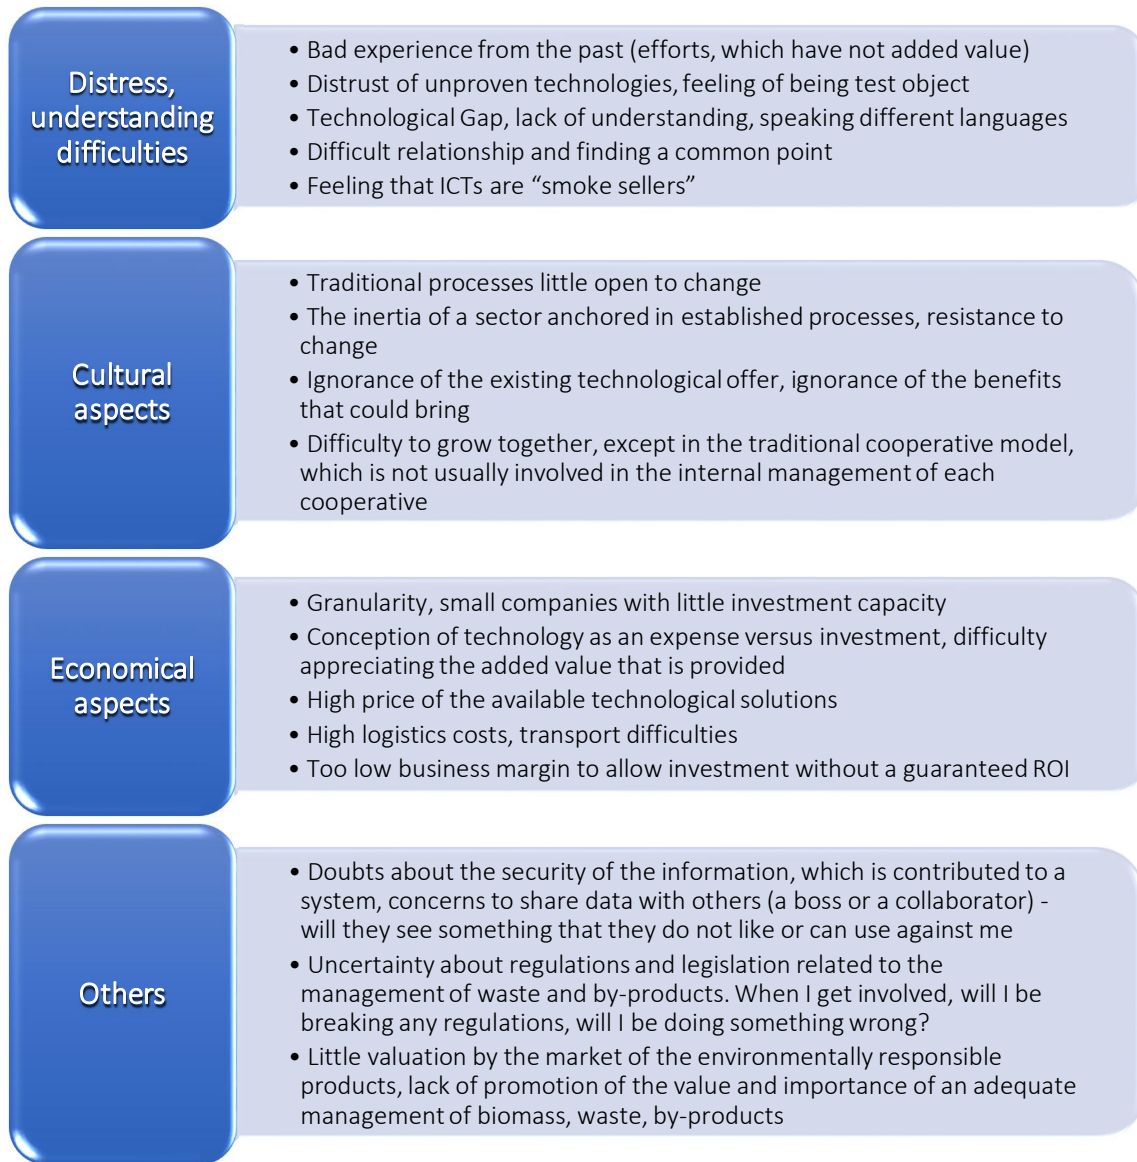 Distress,
understanding
difficulties
• Bad experience from the past (efforts, which have not added value)
• Distrust of unproven technologies, feeling of being test object
• Technological Gap, lack of understanding, speaking different languages
• Difficult relationship and finding a common point
• Feeling that ICTs are “smoke sellers”
Cultural
aspects
• Traditional processes little open to change
• The inertia of a sector anchored in established processes, resistance to
change
• Ignorance of the existing technological offer, ignorance of the benefits
that could bring
• Difficulty to grow together, except in the traditional cooperative model,
which is not usually involved in the internal management of each
cooperative
Economical
aspects
• Granularity, small companies with little investment capacity
• Conception of technology as an expense versus investment, difficulty
appreciating the added value that is provided
• High price of the available technological solutions
• High logistics costs, transport difficulties
• Too low business margin to allow investment without a guaranteed ROI
Others
• Doubts about the security of the information, which is contributed to a
system, concerns to share data with others (a boss or a collaborator) -
will they see something that they do not like or can use against me
• Uncertainty about regulations and legislation related to the
management of waste and by-products. When I get involved, will I be
breaking any regulations, will I be doing something wrong?
• Little valuation by the market of the environmentally responsible
products, lack of promotion of the value and importance of an adequate
management of biomass, waste, by-products